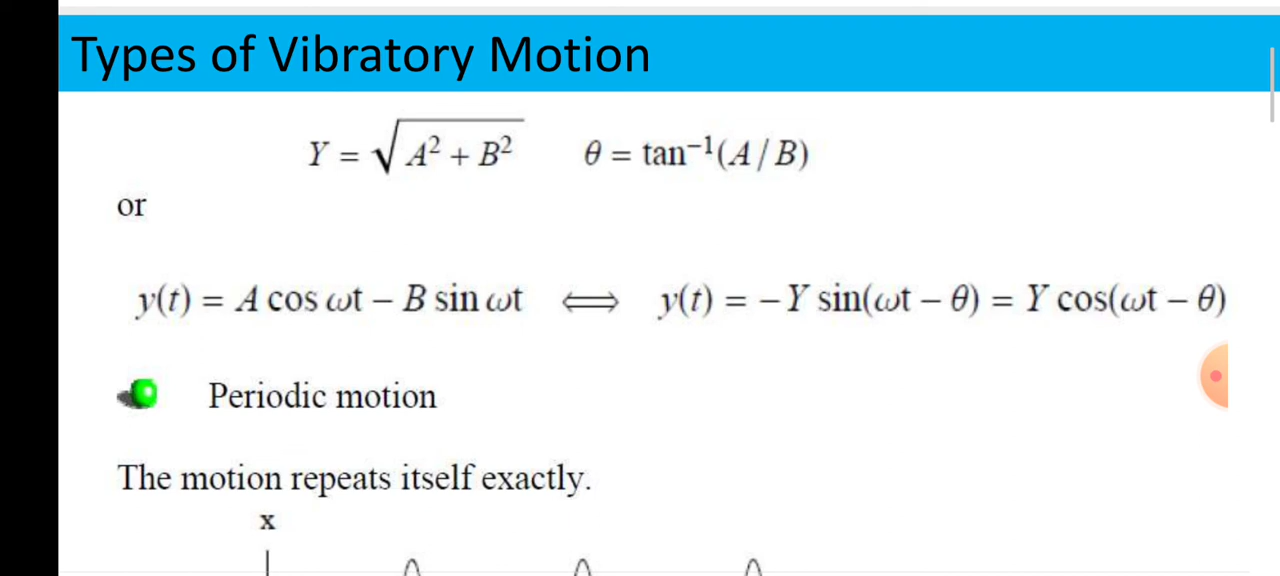 Types of Vibratory Motion
Y = √A² + B² θ = tan⁻¹(A / B)
or
y(t) = A cos ωt – B sin ωt ⟺ y(t) = – Y sin(ωt – θ) = Y cos(ωt – θ)
Periodic motion
The motion repeats itself exactly.
x